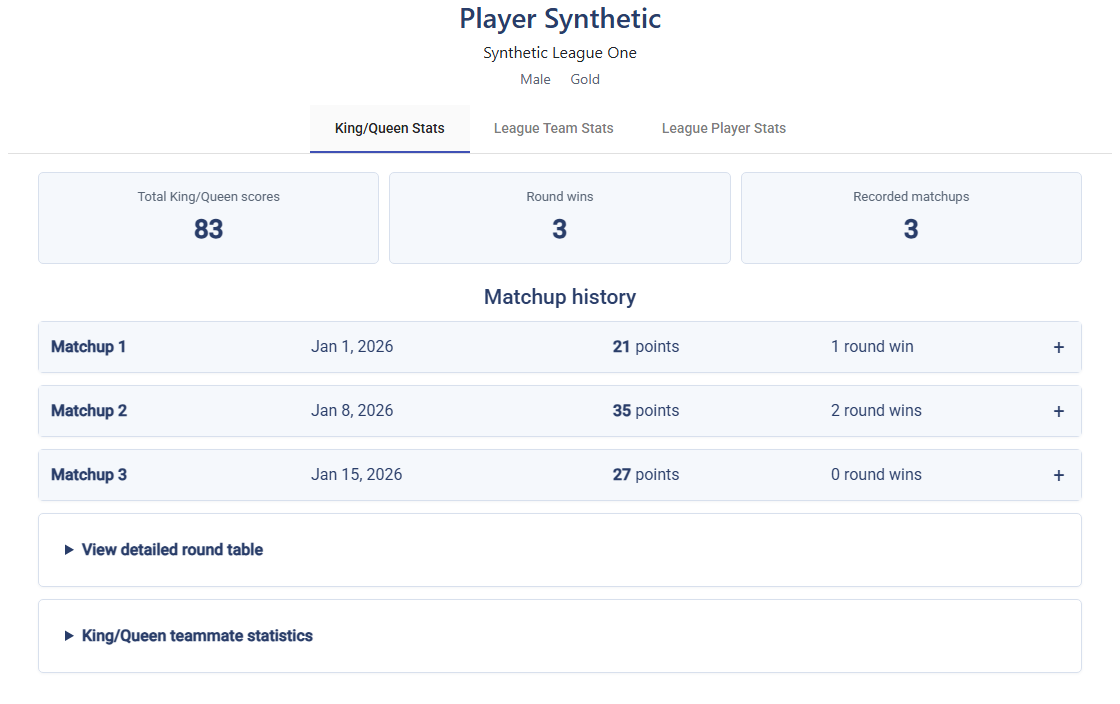 Player Synthetic
Synthetic League One
Male Gold
King/Queen Stats League Team Stats League Player Stats
Total King/Queen scores Round wins Recorded matchups
83 3 3
Matchup history
Matchup 1 Jan 1, 2026 21 points 1 round win +
Matchup 2 Jan 8, 2026 35 points 2 round wins +
Matchup 3 Jan 15, 2026 27 points 0 round wins +
View detailed round table
King/Queen teammate statistics